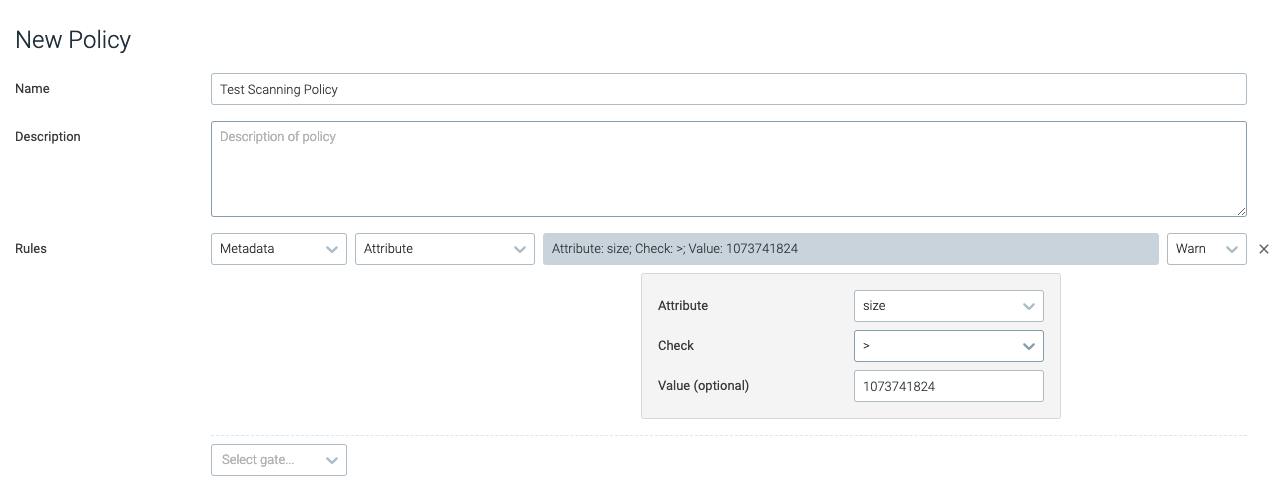 New Policy
Name
Test Scanning Policy
Description
Description of policy
Rules
Metadata
Attribute
Attribute: size; Check: >; Value: 1073741824
Warn
Attribute
size
Check
>
Value (optional)
1073741824
Select gate...